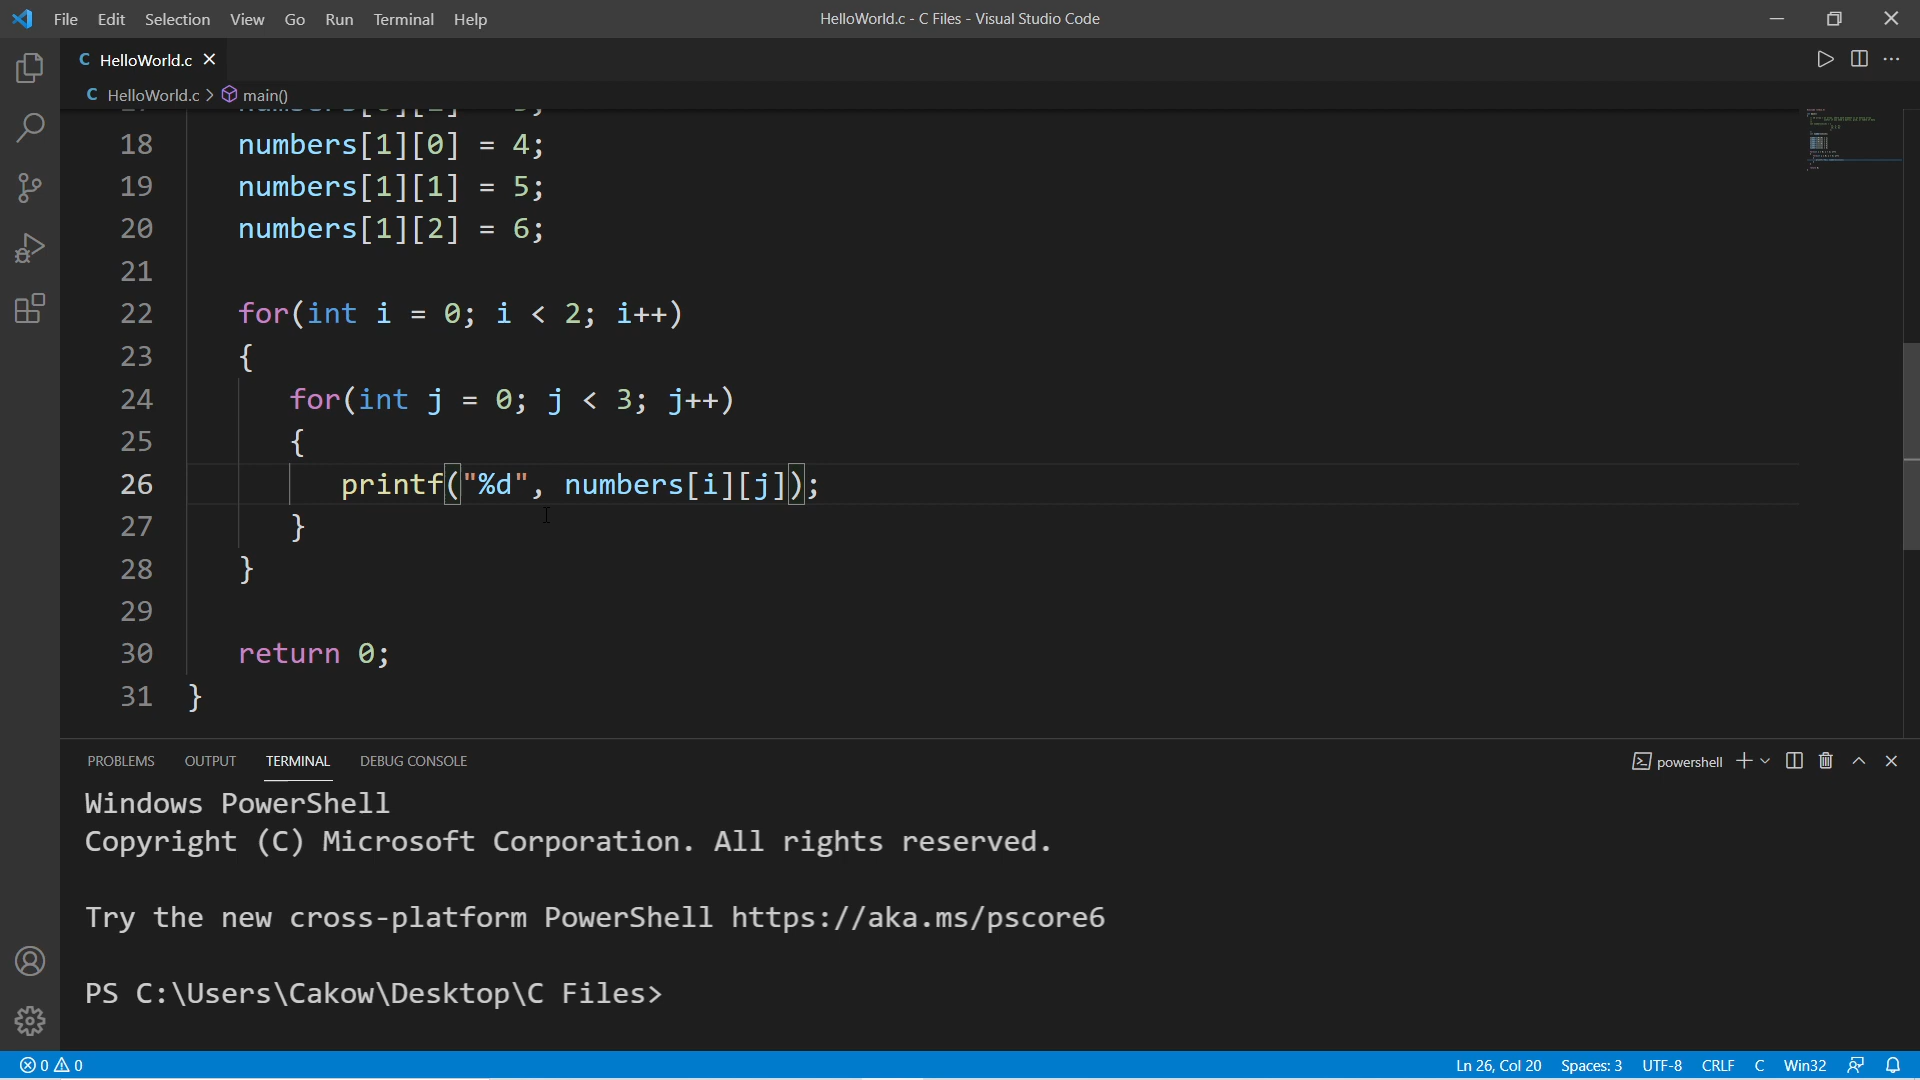 File Edit Selection View Go Run Terminal Help HelloWorld.c - C Files - Visual Studio Code
C HelloWorld.c
C HelloWorld.c > main()
18 numbers[1][0] = 4;
19 numbers[1][1] = 5;
20 numbers[1][2] = 6;
21
22 for(int i = 0; i < 2; i++)
23 {
24 for(int j = 0; j < 3; j++)
25 {
26 printf("%d", numbers[i][j]);
27 }
28 }
29
30 return 0;
31 }
PROBLEMS OUTPUT TERMINAL DEBUG CONSOLE powershell
Windows PowerShell
Copyright (C) Microsoft Corporation. All rights reserved.
Try the new cross-platform PowerShell https://aka.ms/pscore6
PS C:\Users\Cakow\Desktop\C Files>
0 0 Ln 26, Col 20 Spaces: 3 UTF-8 CRLF C Win32